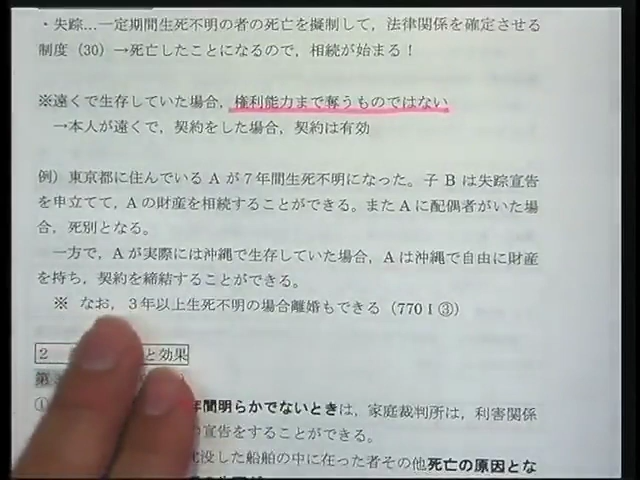 ・失踪…一定期間生死不明の者の死亡を擬制して，法律関係を確定させる
制度（30）→死亡したことになるので，相続が始まる！
※遠くで生存していた場合，権利能力まで奪うものではない
→本人が遠くで，契約をした場合，契約は有効
例）東京都に住んでいる A が７年間生死不明になった。子 B は失踪宣告
を申立てて，A の財産を相続することができる。また A に配偶者がいた場
合，死別となる。
一方で，A が実際には沖縄で生存していた場合，A は沖縄で自由に財産
を持ち，契約を締結することができる。
※ なお，３年以上生死不明の場合離婚もできる（770Ⅰ③）
２ と効果
第
① 年間明らかでないときは，家庭裁判所は，利害関係
宣告をすることができる。
没した船舶の中に在った者その他死亡の原因とな